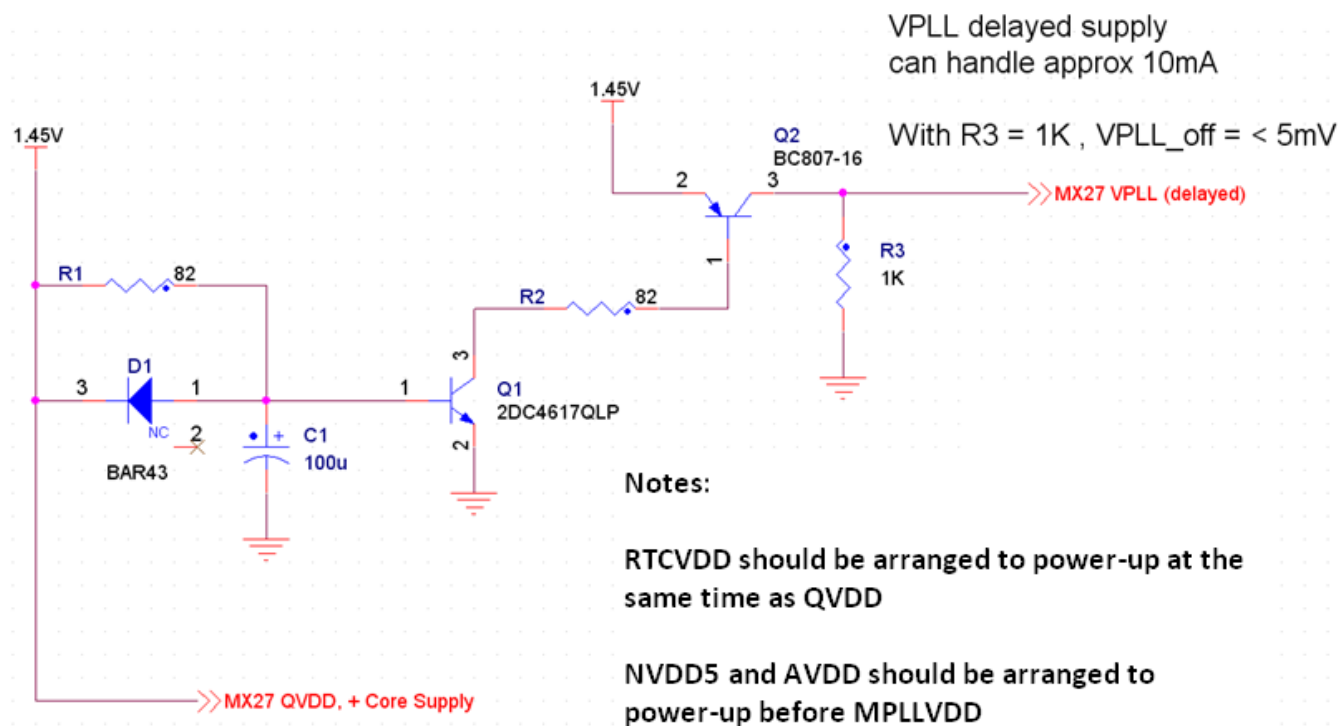 VPLL delayed supply
can handle approx 10mA
With R3 = 1K , VPLL_off = < 5mV
1.45V
Q2
BC807-16
2
3
1
MX27 VPLL (delayed)
R3
1K
1.45V
R1
82
R2
82
D1
3
1
NC
2
BAR43
C1
+
100u
1
3
2
Q1
2DC4617QLP
Notes:
RTCVDD should be arranged to power-up at the
same time as QVDD
NVDD5 and AVDD should be arranged to
power-up before MPLLVDD
MX27 QVDD, + Core Supply